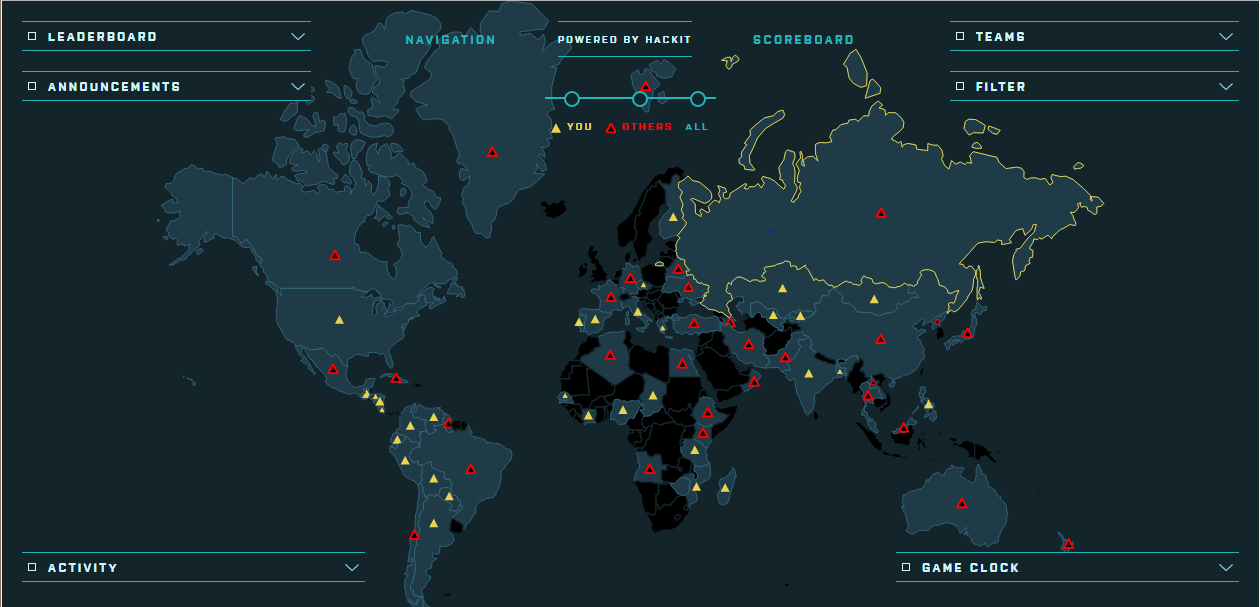 LEADERBOARD
NAVIGATION
POWERED BY HACKIT
SCOREBOARD
TEAMS
ANNOUNCEMENTS
FILTER
YOU
OTHERS
ALL
ACTIVITY
GAME CLOCK